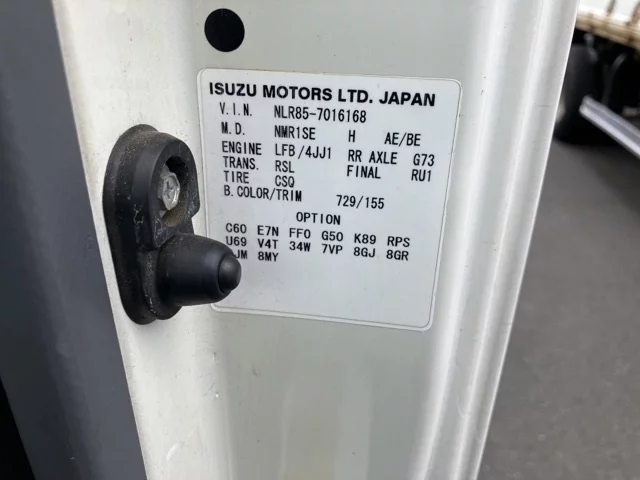 ISUZU MOTORS LTD. JAPAN
V.I.N. NLR85-7016168
M.D. NMR1SE H AE/BE
ENGINE LFB/4JJ1 RR AXLE G73
TRANS. RSL FINAL RU1
TIRE CSQ
B.COLOR/TRIM 729/155
OPTION
C60 E7N FF0 G50 K89 RPS
U69 V4T 34W 7VP 8GJ 8GR
8MY